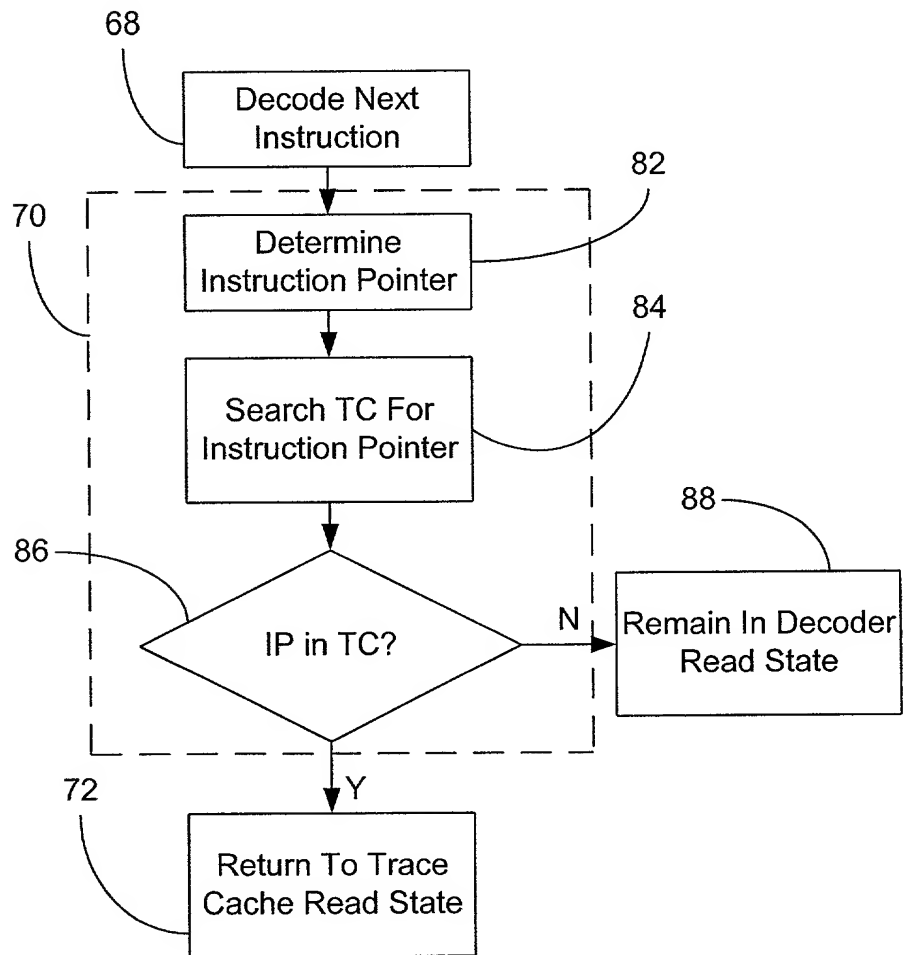 68
Decode Next
Instruction
82
70
Determine
Instruction Pointer
84
Search TC For
Instruction Pointer
88
86
IP in TC?
N
Remain In Decoder
Read State
72
Y
Return To Trace
Cache Read State